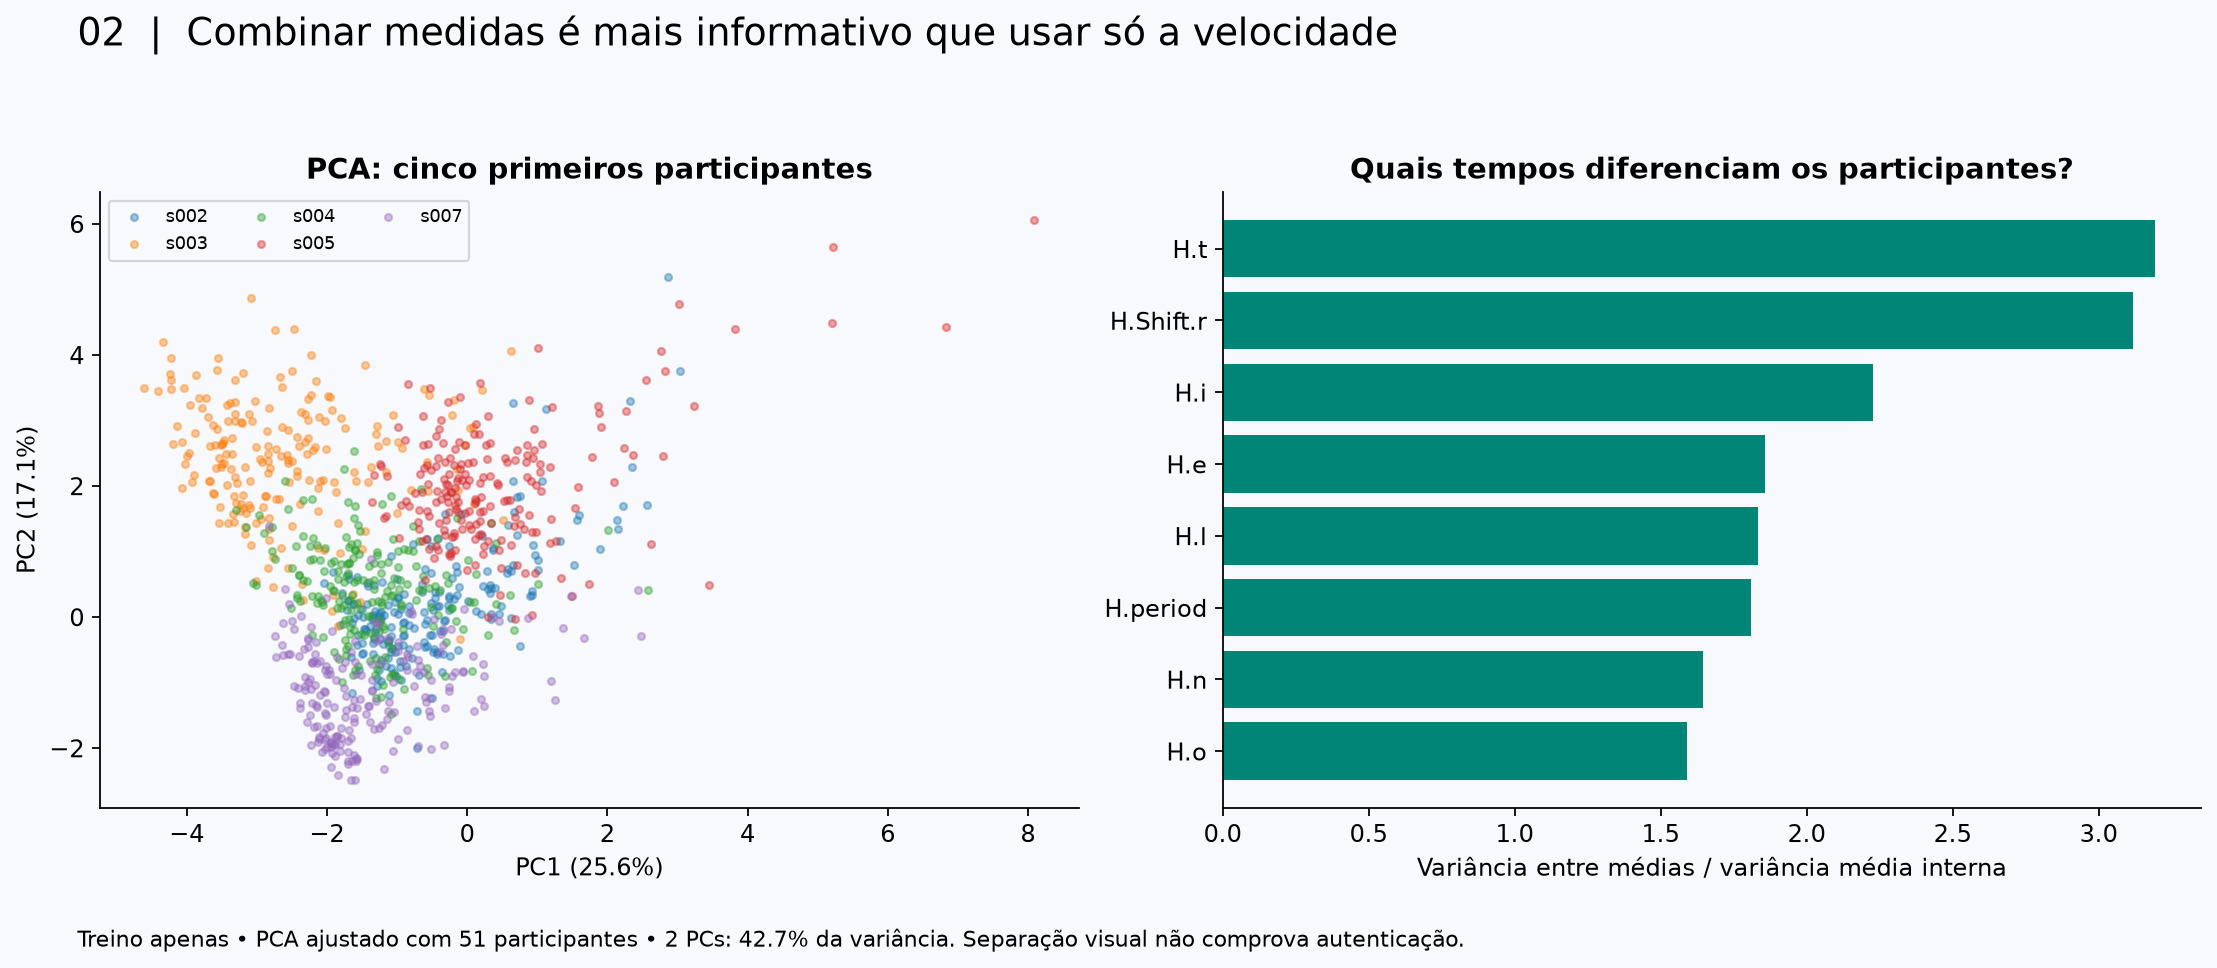 02 | Combinar medidas é mais informativo que usar só a velocidade
PCA: cinco primeiros participantes
s002
s003
s004
s005
s007
6
4
2
0
−2
PC2 (17.1%)
−4
−2
0
2
4
6
8
PC1 (25.6%)
Quais tempos diferenciam os participantes?
H.t
H.Shift.r
H.i
H.e
H.l
H.period
H.n
H.o
0.0
0.5
1.0
1.5
2.0
2.5
3.0
Variância entre médias / variância média interna
Treino apenas • PCA ajustado com 51 participantes • 2 PCs: 42.7% da variância. Separação visual não comprova autenticação.